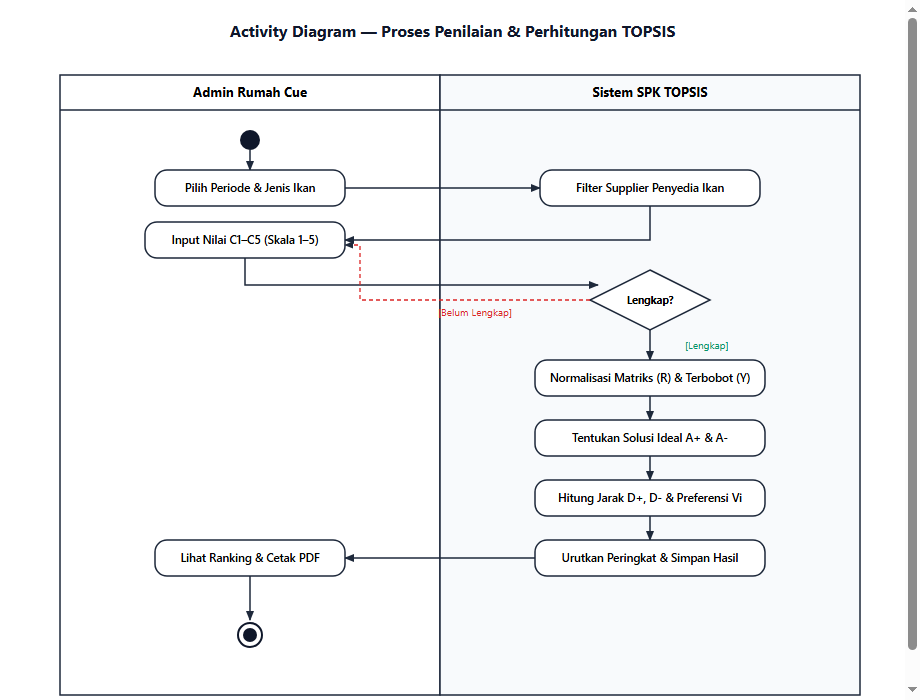 Activity Diagram — Proses Penilaian & Perhitungan TOPSIS
Admin Rumah Cue
Sistem SPK TOPSIS
Pilih Periode & Jenis Ikan
Filter Supplier Penyedia Ikan
Input Nilai C1–C5 (Skala 1–5)
Lengkap?
[Belum Lengkap]
[Lengkap]
Normalisasi Matriks (R) & Terbobot (Y)
Tentukan Solusi Ideal A+ & A-
Hitung Jarak D+, D- & Preferensi Vi
Lihat Ranking & Cetak PDF
Urutkan Peringkat & Simpan Hasil